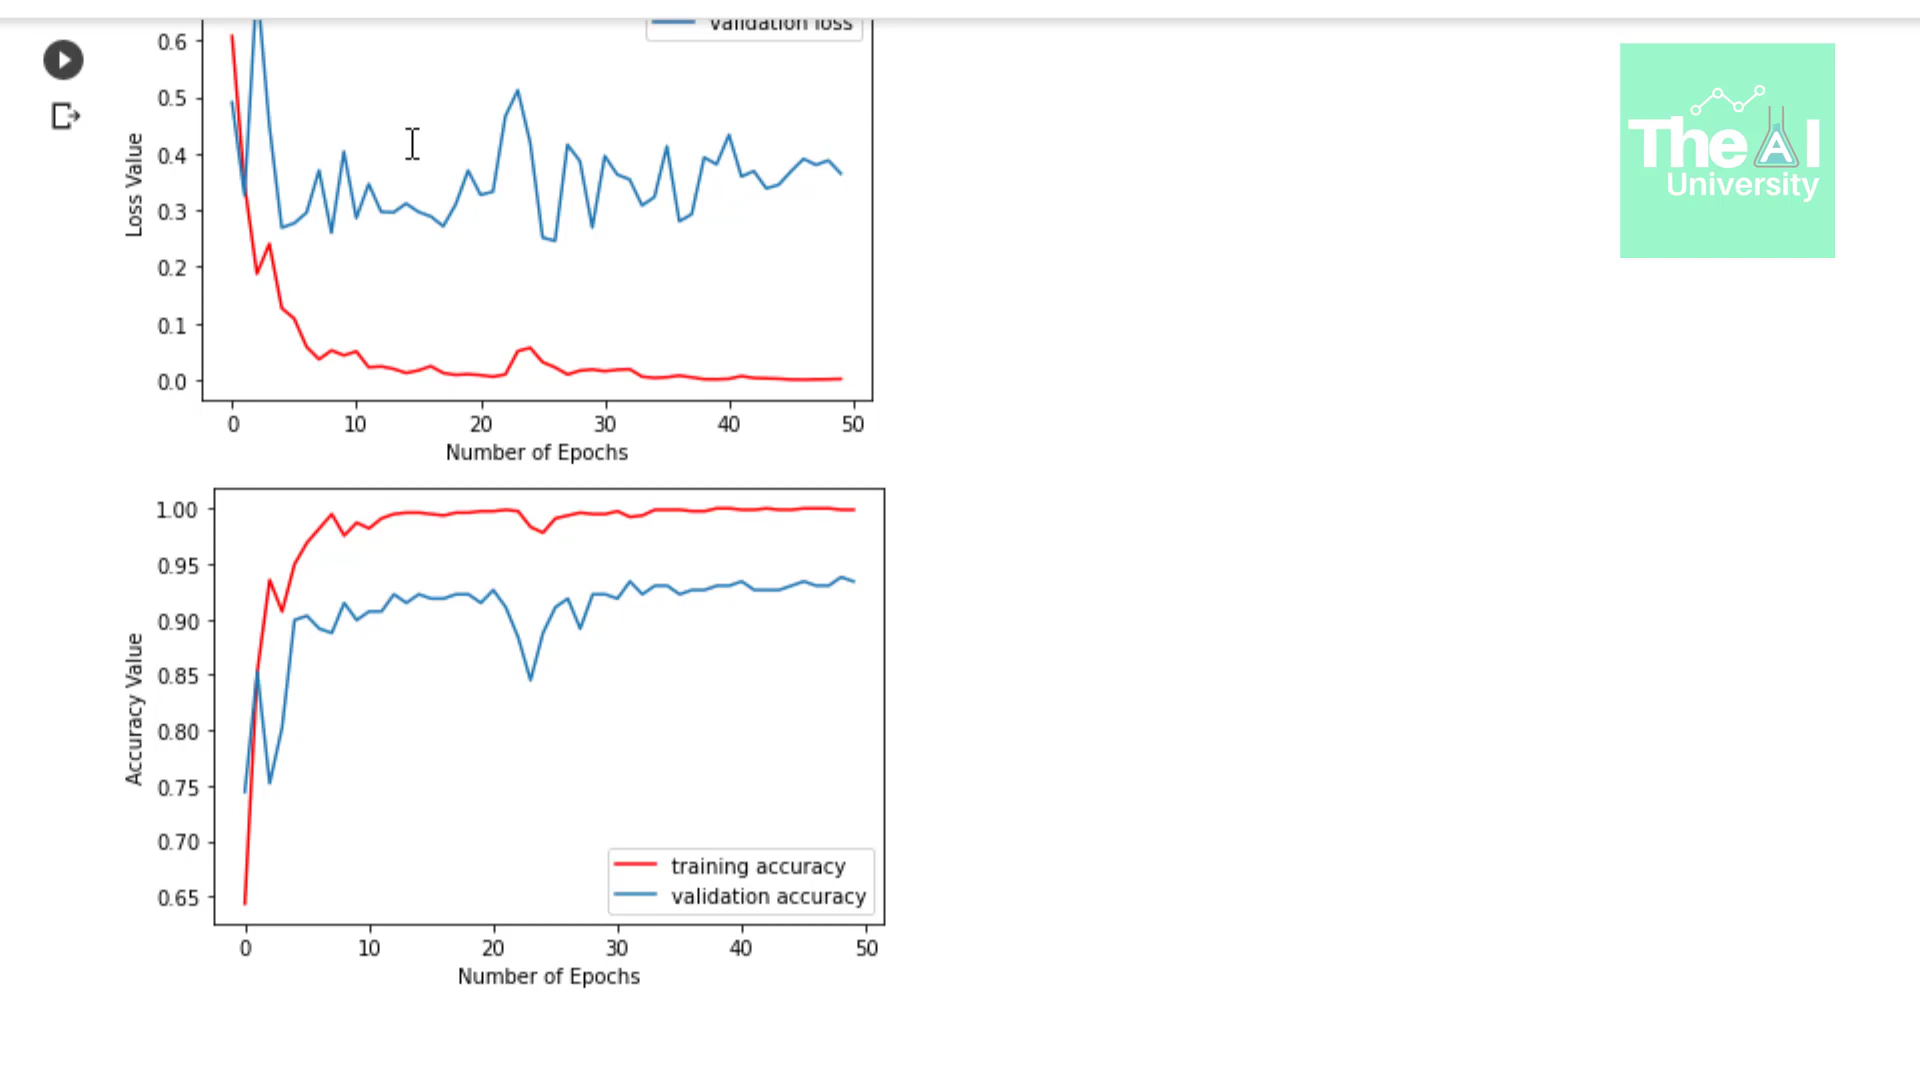 validation loss
0.6
0.5
0.4
0.3
0.2
0.1
0.0
Loss Value
0 10 20 30 40 50
Number of Epochs
1.00
0.95
0.90
0.85
0.80
0.75
0.70
0.65
Accuracy Value
training accuracy
validation accuracy
0 10 20 30 40 50
Number of Epochs
The AI
University